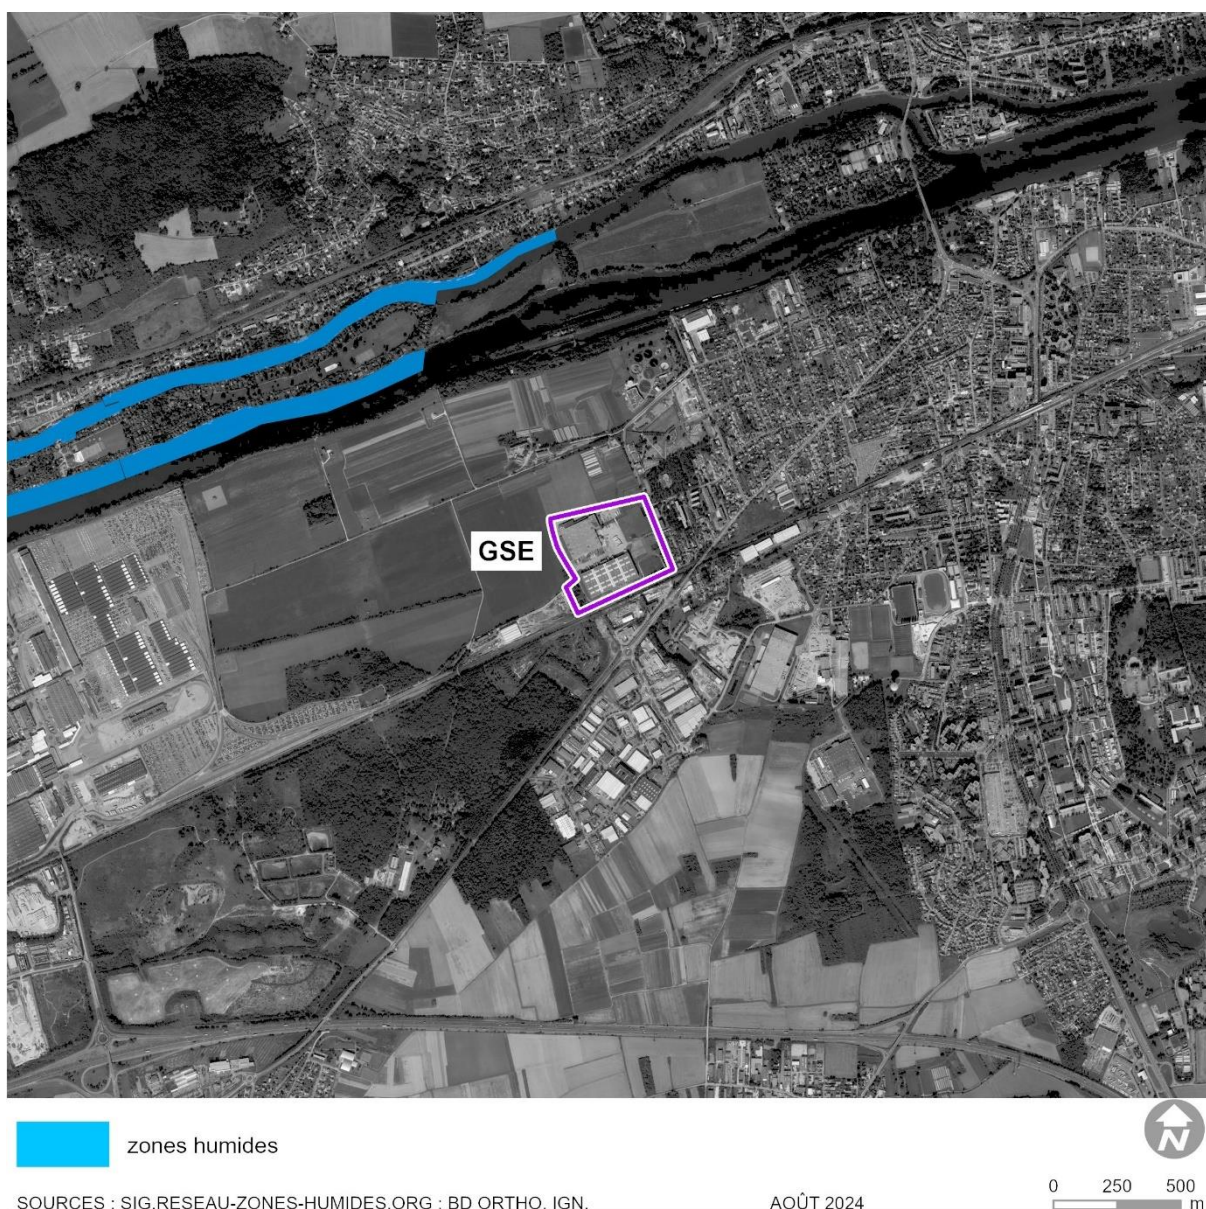 GSE
zones humides
N
0 250 500
m
SOURCES : SIG.RESEAU-ZONES-HUMIDES.ORG ; BD ORTHO, IGN. AOÛT 2024